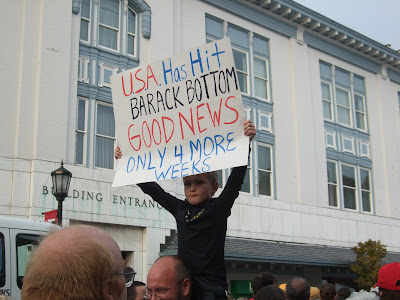 USA Has Hit
BARACK BOTTOM
GOOD NEWS
ONLY 4 MORE
WEEKS
BUILDING ENTRANCE